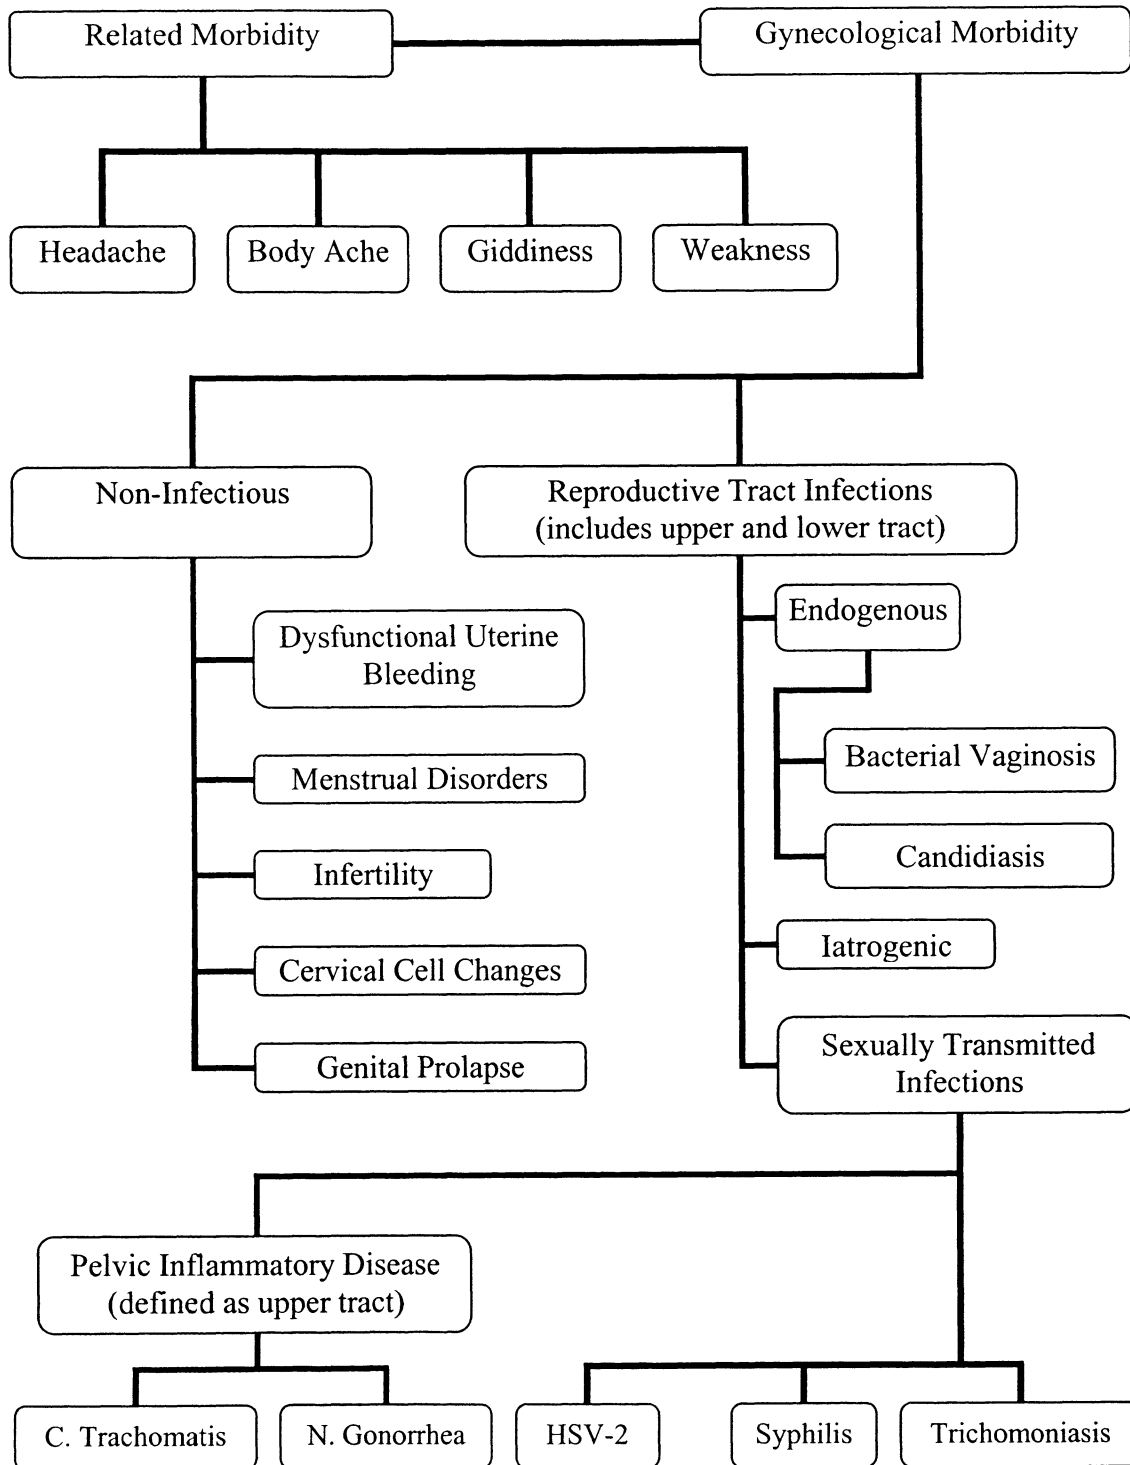 Related Morbidity
Gynecological Morbidity
Headache
Body Ache
Giddiness
Weakness
Non-Infectious
Reproductive Tract Infections
(includes upper and lower tract)
Endogenous
Dysfunctional Uterine
Bleeding
Bacterial Vaginosis
Menstrual Disorders
Candidiasis
Infertility
Iatrogenic
Cervical Cell Changes
Sexually Transmitted
Infections
Genital Prolapse
Pelvic Inflammatory Disease
(defined as upper tract)
C. Trachomatis
N. Gonorrhea
HSV-2
Syphilis
Trichomoniasis